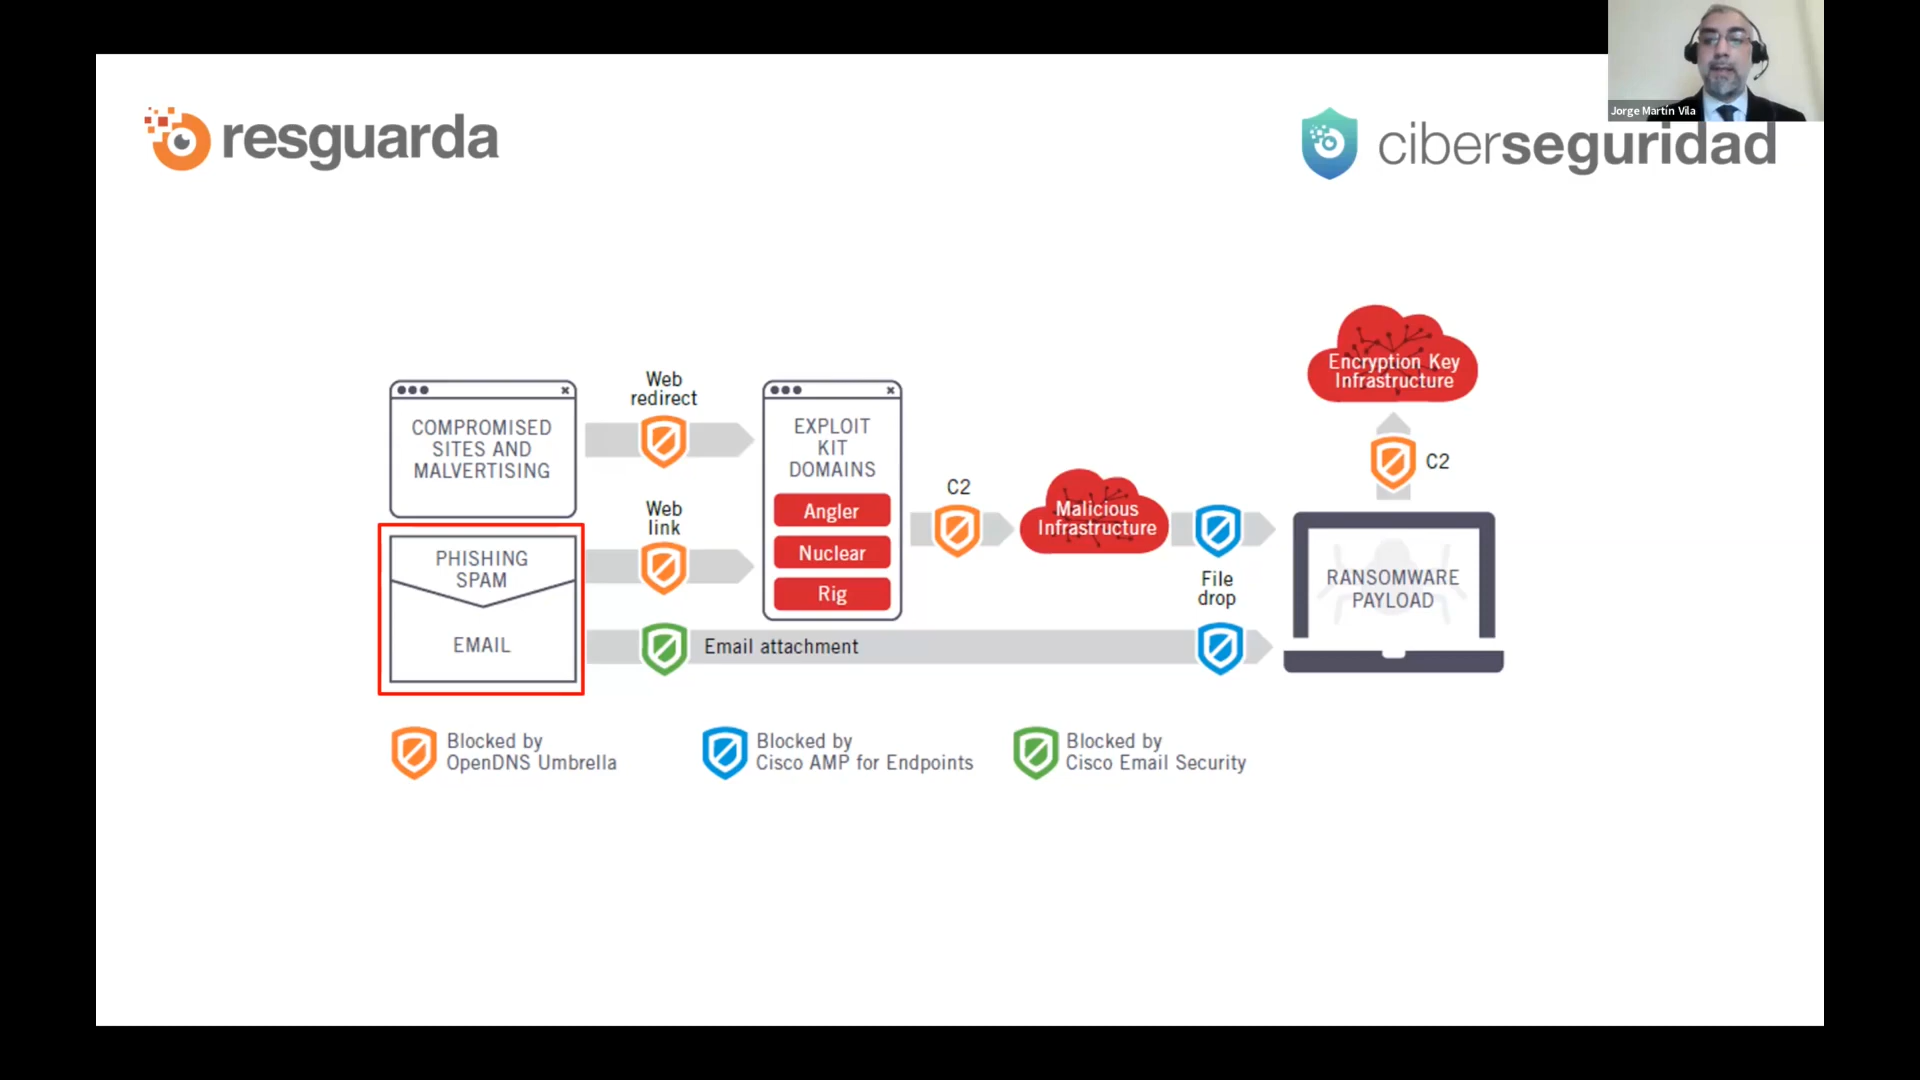 Jorge Martín Vila
resguarda
ciberseguridad
Encryption Key
Infrastructure
C2
COMPROMISED
SITES AND
MALVERTISING
Web
redirect
EXPLOIT
KIT
DOMAINS
Angler
Nuclear
Rig
Web
link
C2
Malicious
Infrastructure
File
drop
RANSOMWARE
PAYLOAD
PHISHING
SPAM
EMAIL
Email attachment
Blocked by
OpenDNS Umbrella
Blocked by
Cisco AMP for Endpoints
Blocked by
Cisco Email Security